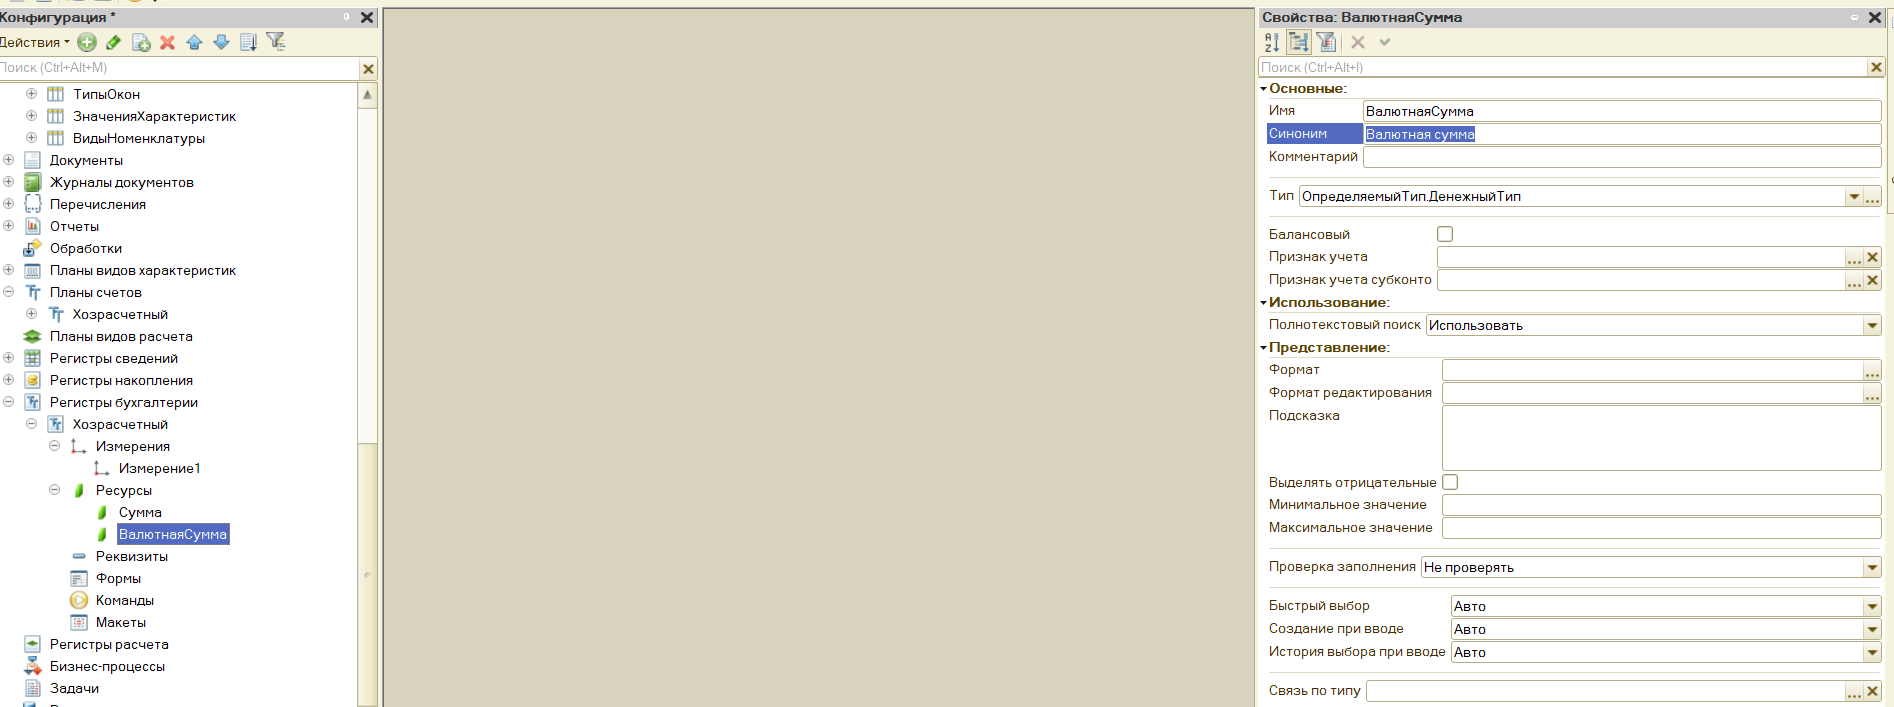 Конфигурация *
Действия
Поиск (Ctrl+Alt+M)
ТипыОкон
ЗначенияХарактеристик
ВидыНоменклатуры
Документы
Журналы документов
Перечисления
Отчеты
Обработки
Планы видов характеристик
Планы счетов
Хозрасчетный
Планы видов расчета
Регистры сведений
Регистры накопления
Регистры бухгалтерии
Хозрасчетный
Измерения
Измерение1
Ресурсы
Сумма
ВалютнаяСумма
Реквизиты
Формы
Команды
Макеты
Регистры расчета
Бизнес-процессы
Задачи
Свойства: ВалютнаяСумма
Поиск (Ctrl+Alt+I)
Основные:
Имя ВалютнаяСумма
Синоним Валютная сумма
Комментарий
Тип ОпределяемыйТип.ДенежныйТип
Балансовый
Признак учета
Признак учета субконто
Использование:
Полнотекстовый поиск Использовать
Представление:
Формат
Формат редактирования
Подсказка
Выделять отрицательные
Минимальное значение
Максимальное значение
Проверка заполнения Не проверять
Быстрый выбор Авто
Создание при вводе Авто
История выбора при вводе Авто
Связь по типу